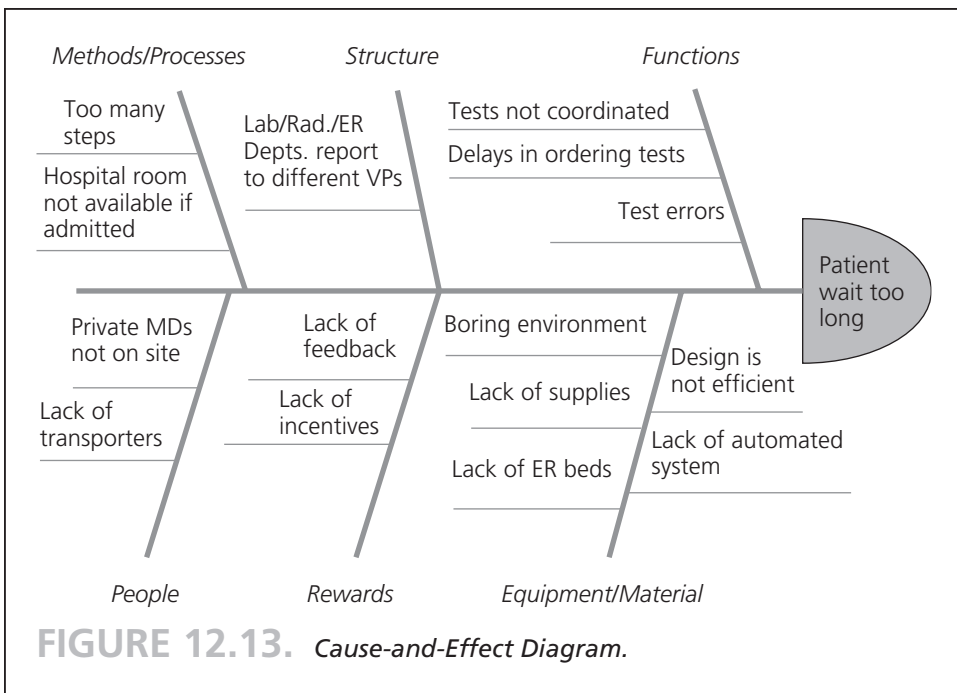 Methods/Processes
Structure
Functions
Too many
steps
Hospital room
not available if
admitted
Lab/Rad./ER
Depts. report
to different VPs
Tests not coordinated
Delays in ordering tests
Test errors
Patient
wait too
long
Private MDs
not on site
Lack of
transporters
Lack of
feedback
Lack of
incentives
Boring environment
Lack of supplies
Lack of ER beds
Design is
not efficient
Lack of automated
system
People
Rewards
Equipment/Material
FIGURE 12.13. Cause-and-Effect Diagram.